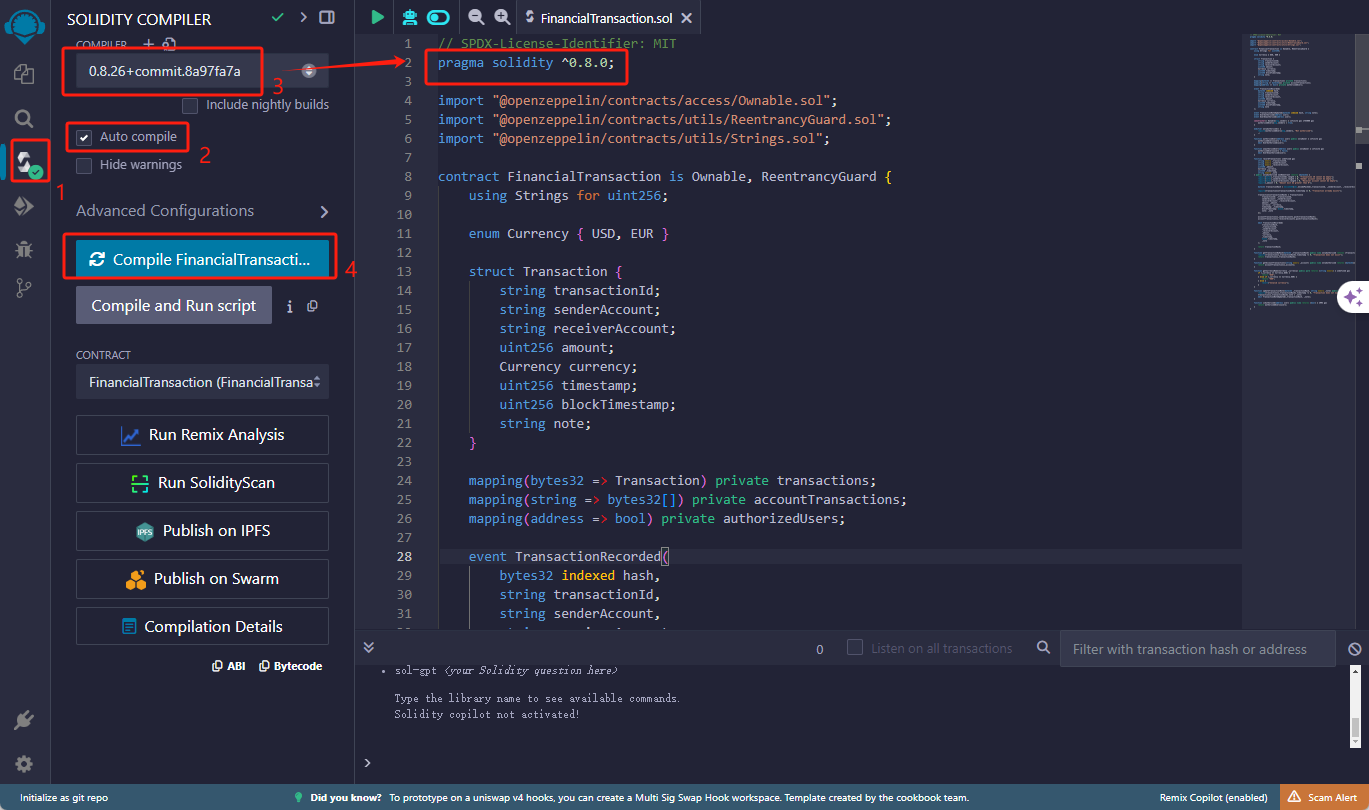 SOLIDITY COMPILER
COMPILER
0.8.26+commit.8a97fa7a
3
Include nightly builds
Auto compile
2
Hide warnings
1
Advanced Configurations
Compile FinancialTransacti...
4
Compile and Run script
CONTRACT
FinancialTransaction (FinancialTransa
Run Remix Analysis
Run SolidityScan
IPFS
Publish on IPFS
Publish on Swarm
Compilation Details
ABI
Bytecode
FinancialTransaction.sol
1 // SPDX-License-Identifier: MIT
2 pragma solidity ^0.8.0;
3
4 import "@openzeppelin/contracts/access/Ownable.sol";
5 import "@openzeppelin/contracts/utils/ReentrancyGuard.sol";
6 import "@openzeppelin/contracts/utils/Strings.sol";
7
8 contract FinancialTransaction is Ownable, ReentrancyGuard {
9 using Strings for uint256;
10
11 enum Currency { USD, EUR }
12
13 struct Transaction {
14 string transactionId;
15 string senderAccount;
16 string receiverAccount;
17 uint256 amount;
18 Currency currency;
19 uint256 timestamp;
20 uint256 blockTimestamp;
21 string note;
22 }
23
24 mapping(bytes32 => Transaction) private transactions;
25 mapping(string => bytes32[]) private accountTransactions;
26 mapping(address => bool) private authorizedUsers;
27
28 event TransactionRecorded(
29 bytes32 indexed hash,
30 string transactionId,
31 string senderAccount,
0
Listen on all transactions
Filter with transaction hash or address
• sol-gpt <your Solidity question here>
Type the library name to see available commands.
Solidity copilot not activated!
>
Initialize as git repo
Did you know? To prototype on a uniswap v4 hooks, you can create a Multi Sig Swap Hook workspace. Template created by the cookbook team.
Remix Copilot (enabled)
Scam Alert